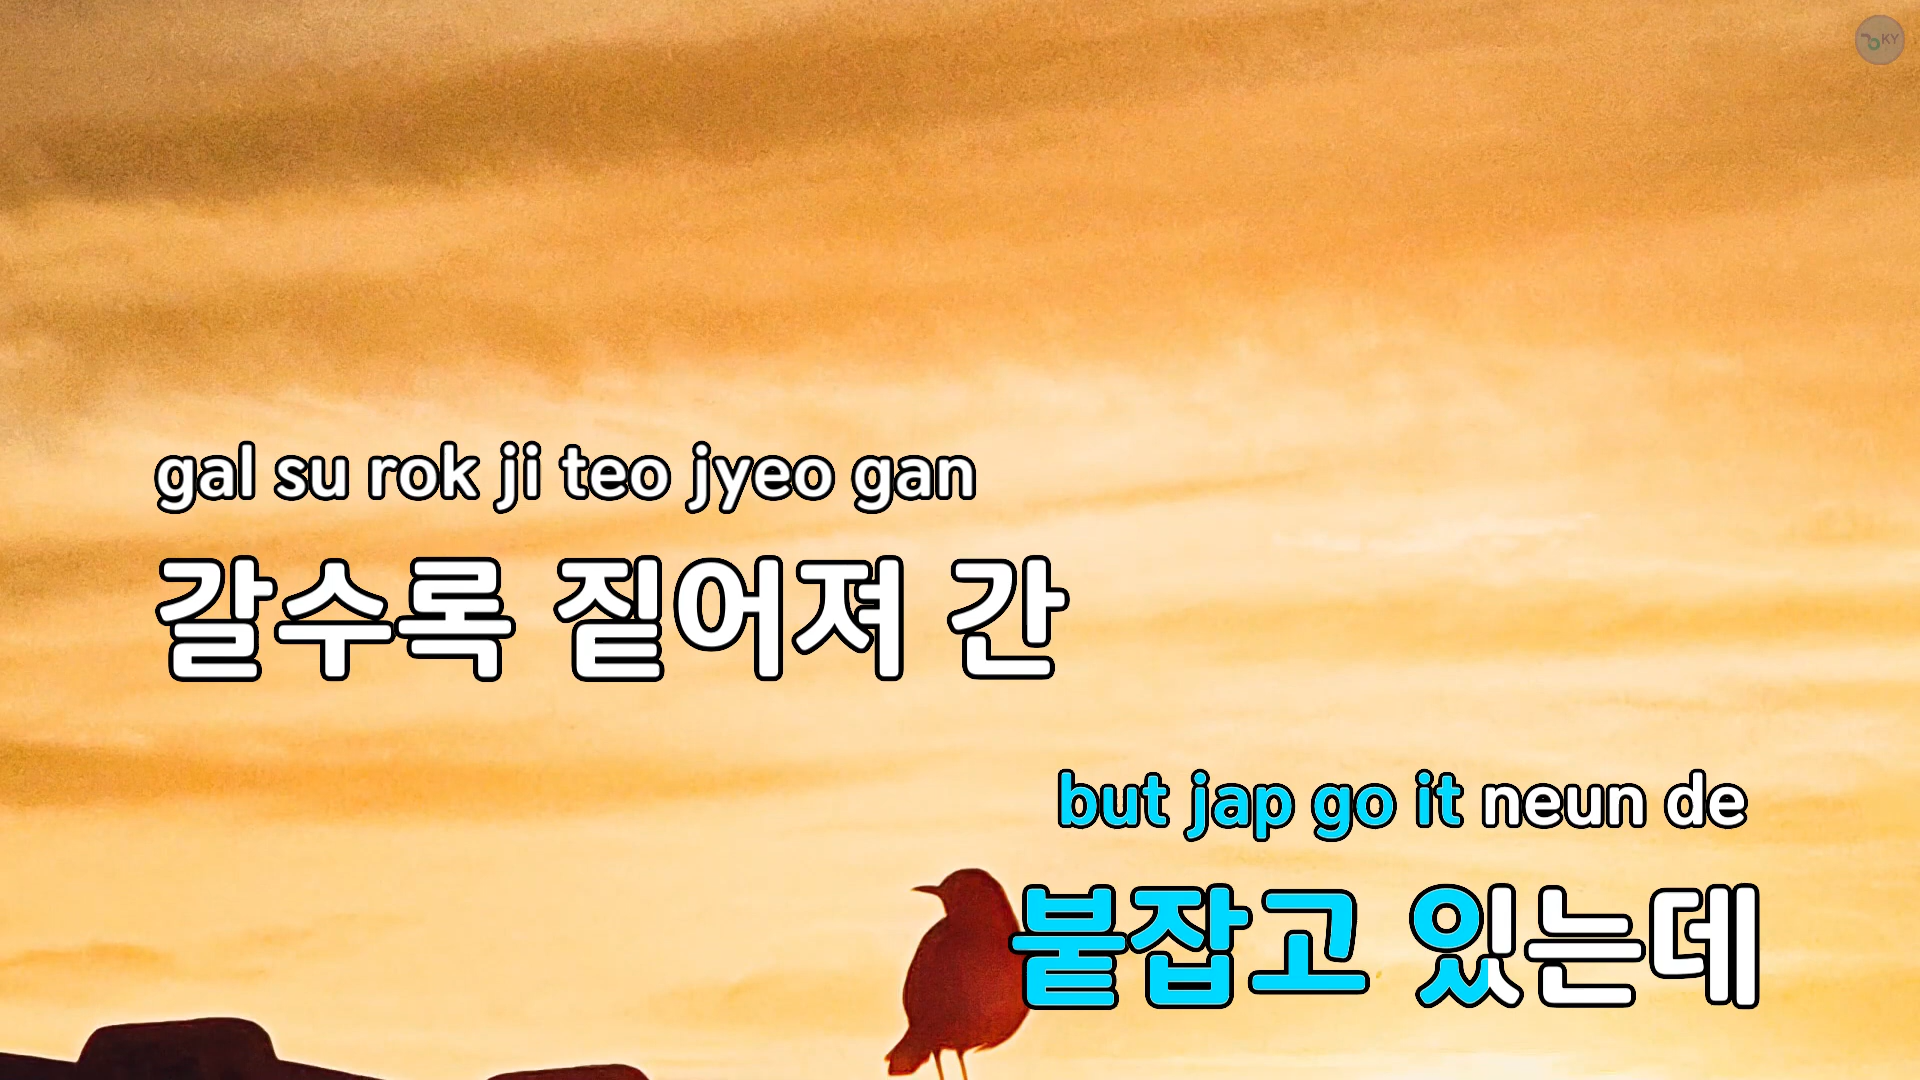 KY
gal su rok ji teo jyeo gan
갈수록 짙어져 간
but jap go it neun de
붙잡고 있는데